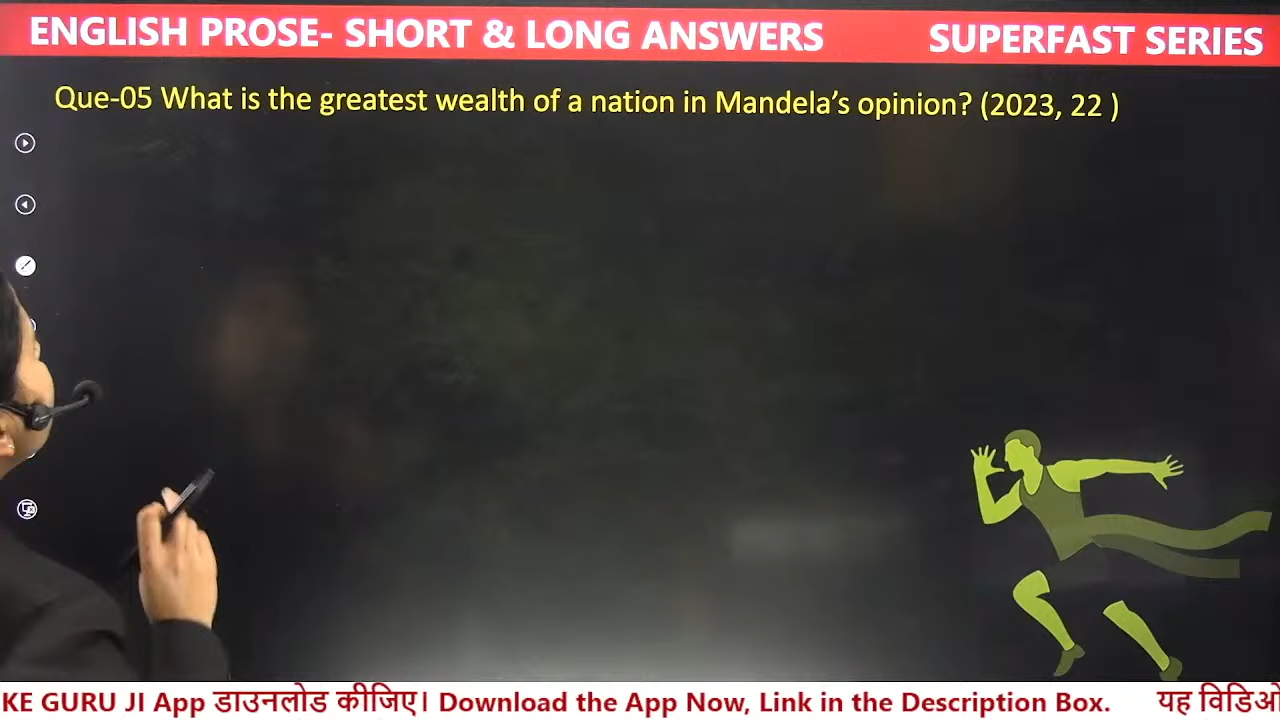 ENGLISH PROSE- SHORT & LONG ANSWERS SUPERFAST SERIES
Que-05 What is the greatest wealth of a nation in Mandela’s opinion? (2023, 22 )
KE GURU JI App डाउनलोड कीजिए। Download the App Now, Link in the Description Box. यह